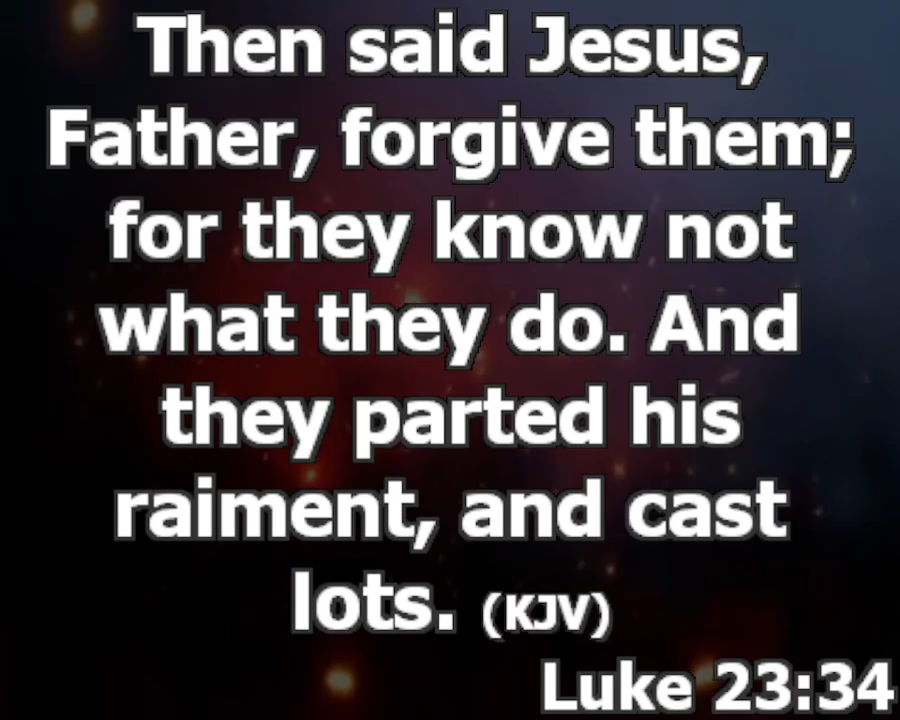 Then said Jesus,
Father, forgive them;
for they know not
what they do. And
they parted his
raiment, and cast
lots. (KJV)
Luke 23:34